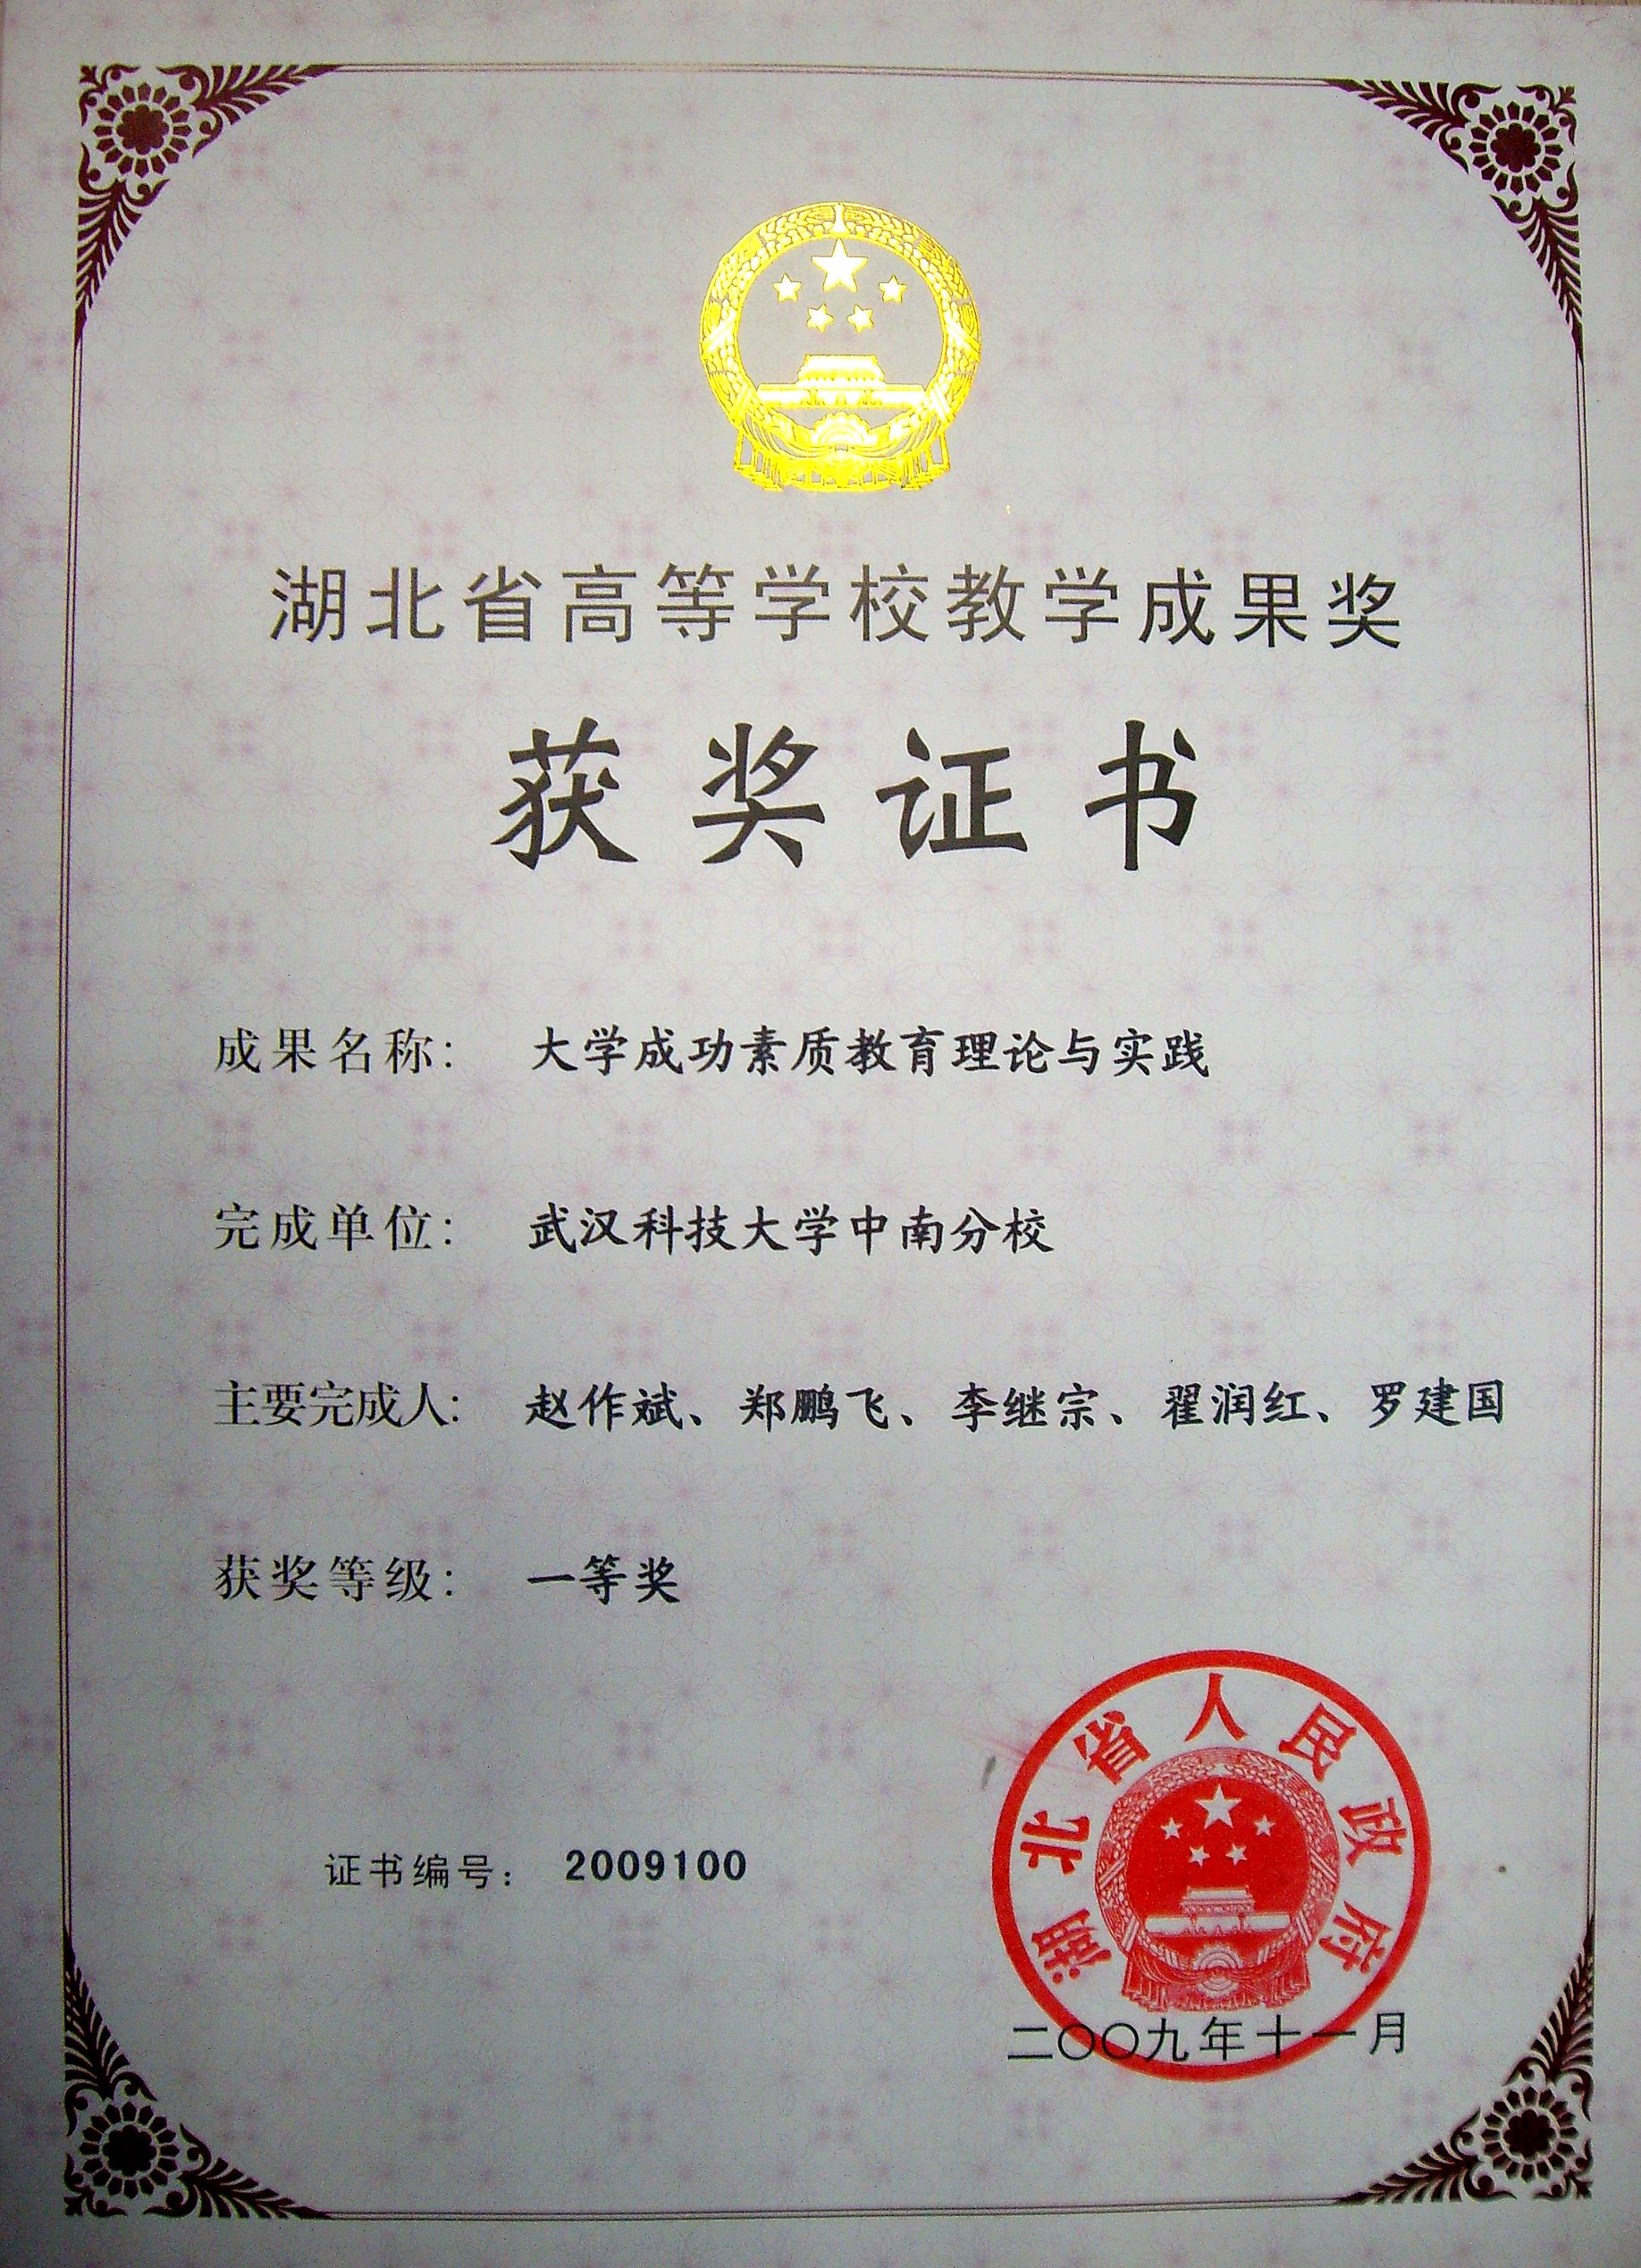 湖北省高等学校教学成果奖
获奖证书
成果名称: 大学成功素质教育理论与实践
完成单位: 武汉科技大学中南分校
主要完成人: 赵作斌、郑鹏飞、李继宗、翟润红、罗建国
获奖等级: 一等奖
湖北省人民政府
证书编号: 2009100
二〇〇九年十一月